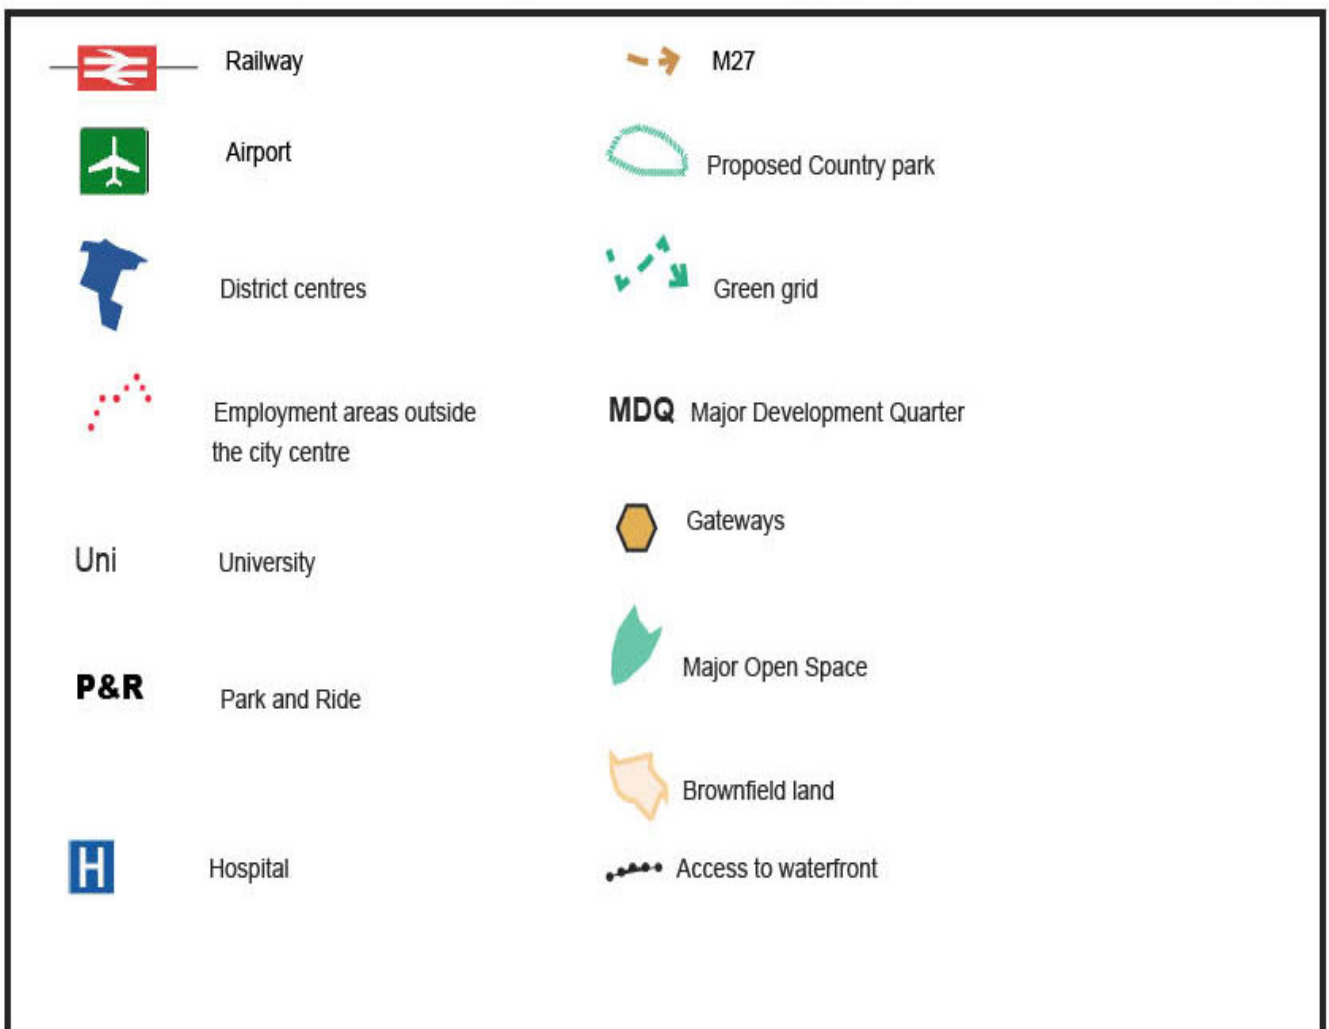 Railway
Airport
District centres
Employment areas outside
the city centre
Uni University
P&R Park and Ride
H Hospital
M27
Proposed Country park
Green grid
MDQ Major Development Quarter
Gateways
Major Open Space
Brownfield land
Access to waterfront